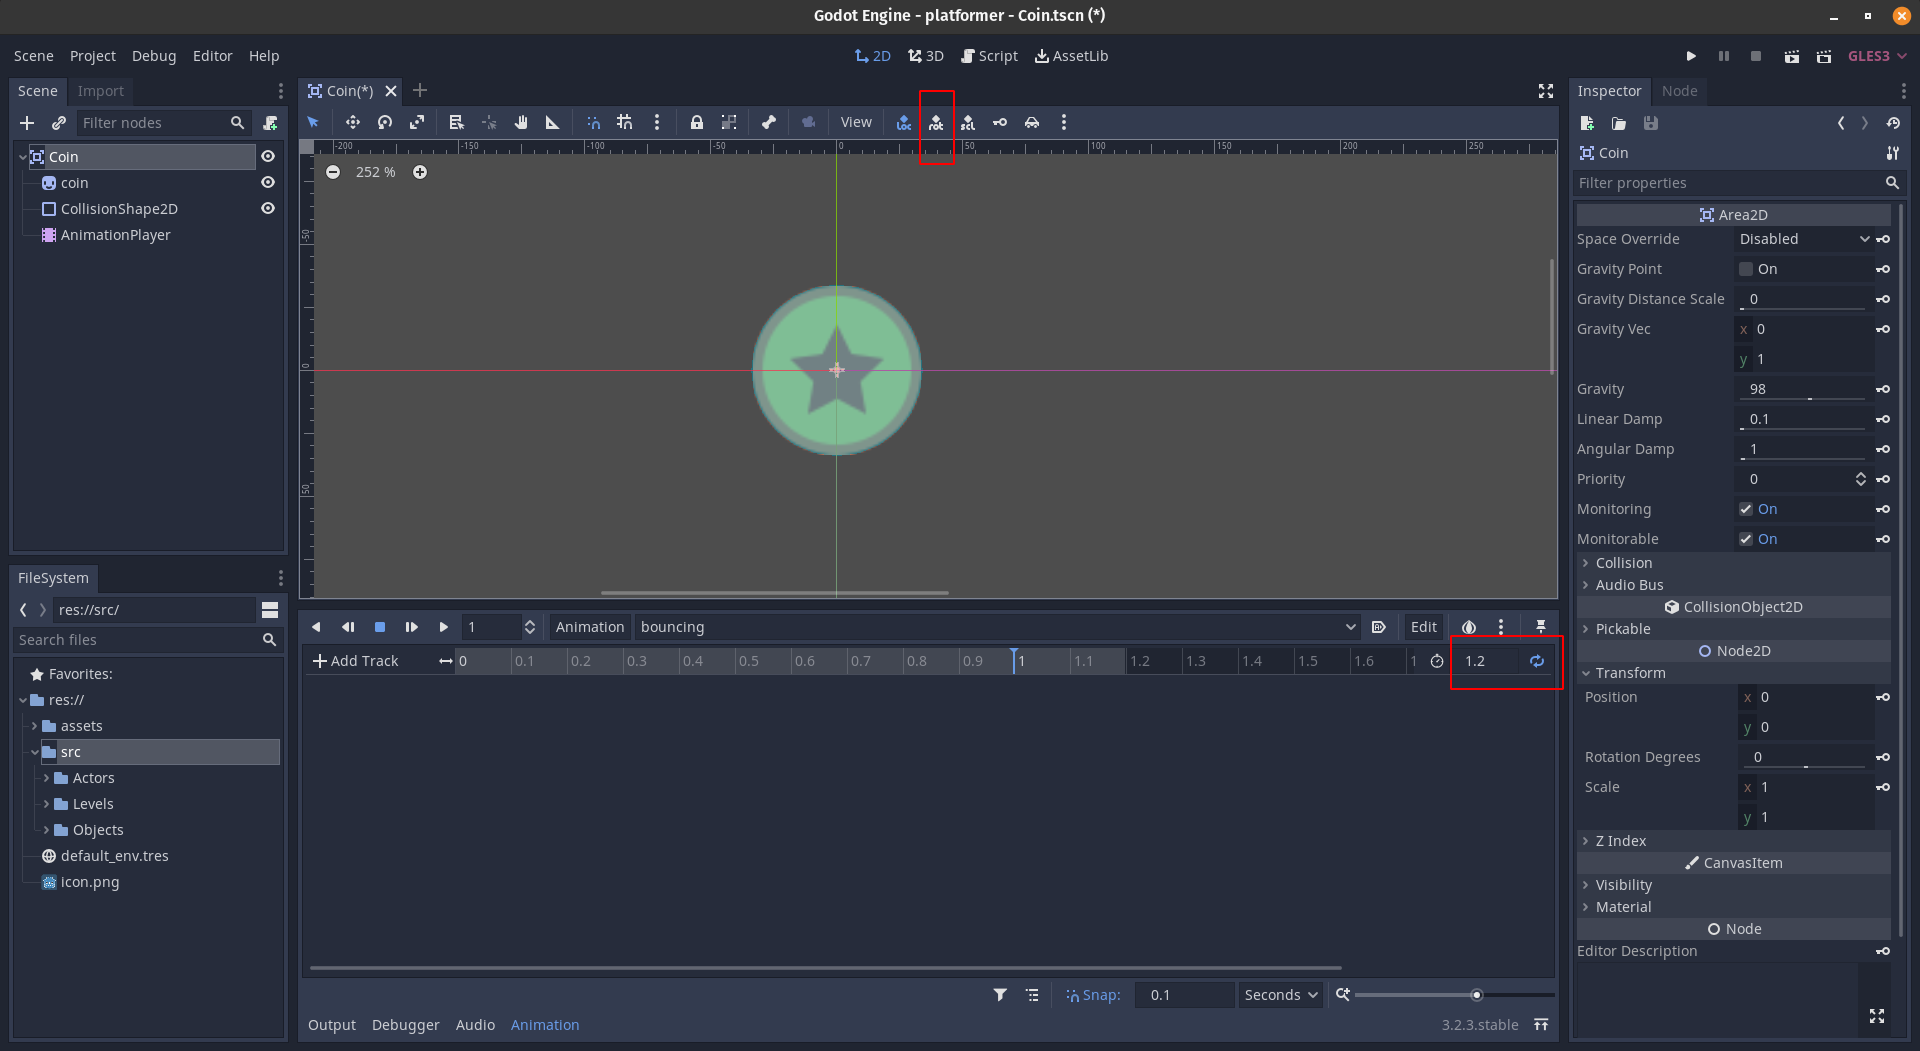 Godot Engine - platformer - Coin.tscn (*)
Scene Project Debug Editor Help
2D 3D Script AssetLib
GLES3
Scene Import
Filter nodes
Coin
coin
CollisionShape2D
AnimationPlayer
FileSystem
res://src/
Search files
Favorites:
res://
assets
src
Actors
Levels
Objects
default_env.tres
icon.png
Coin(*)
View loc rot scl
-200 -150 -100 -50 0 50 100 150 200 250
252 %
-50
0
50
1 Animation bouncing Edit
Add Track 0 0.1 0.2 0.3 0.4 0.5 0.6 0.7 0.8 0.9 1 1.1 1.2 1.3 1.4 1.5 1.6 1 1.2
Snap: 0.1 Seconds
Output Debugger Audio Animation 3.2.3.stable
Inspector Node
Coin
Filter properties
Area2D
Space Override Disabled
Gravity Point On
Gravity Distance Scale 0
Gravity Vec x 0
y 1
Gravity 98
Linear Damp 0.1
Angular Damp 1
Priority 0
Monitoring On
Monitorable On
Collision
Audio Bus
CollisionObject2D
Pickable
Node2D
Transform
Position x 0
y 0
Rotation Degrees 0
Scale x 1
y 1
Z Index
CanvasItem
Visibility
Material
Node
Editor Description